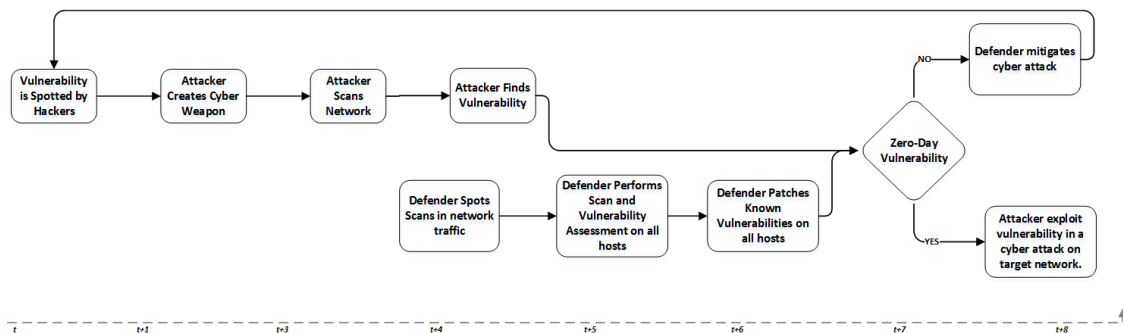 Vulnerability
is Spotted by
Hackers
Attacker
Creates Cyber
Weapon
Attacker
Scans
Network
Attacker Finds
Vulnerability
Defender Spots
Scans in network
traffic
Defender Performs
Scan and
Vulnerability
Assessment on all
hosts
Defender Patches
Known
Vulnerabilities on
all hosts
Zero-Day
Vulnerability
NO
Defender mitigates
cyber attack
YES
Attacker exploit
vulnerability in a
cyber attack on
target network.
t
t+1
t+3
t+4
t+5
t+6
t+7
t+8